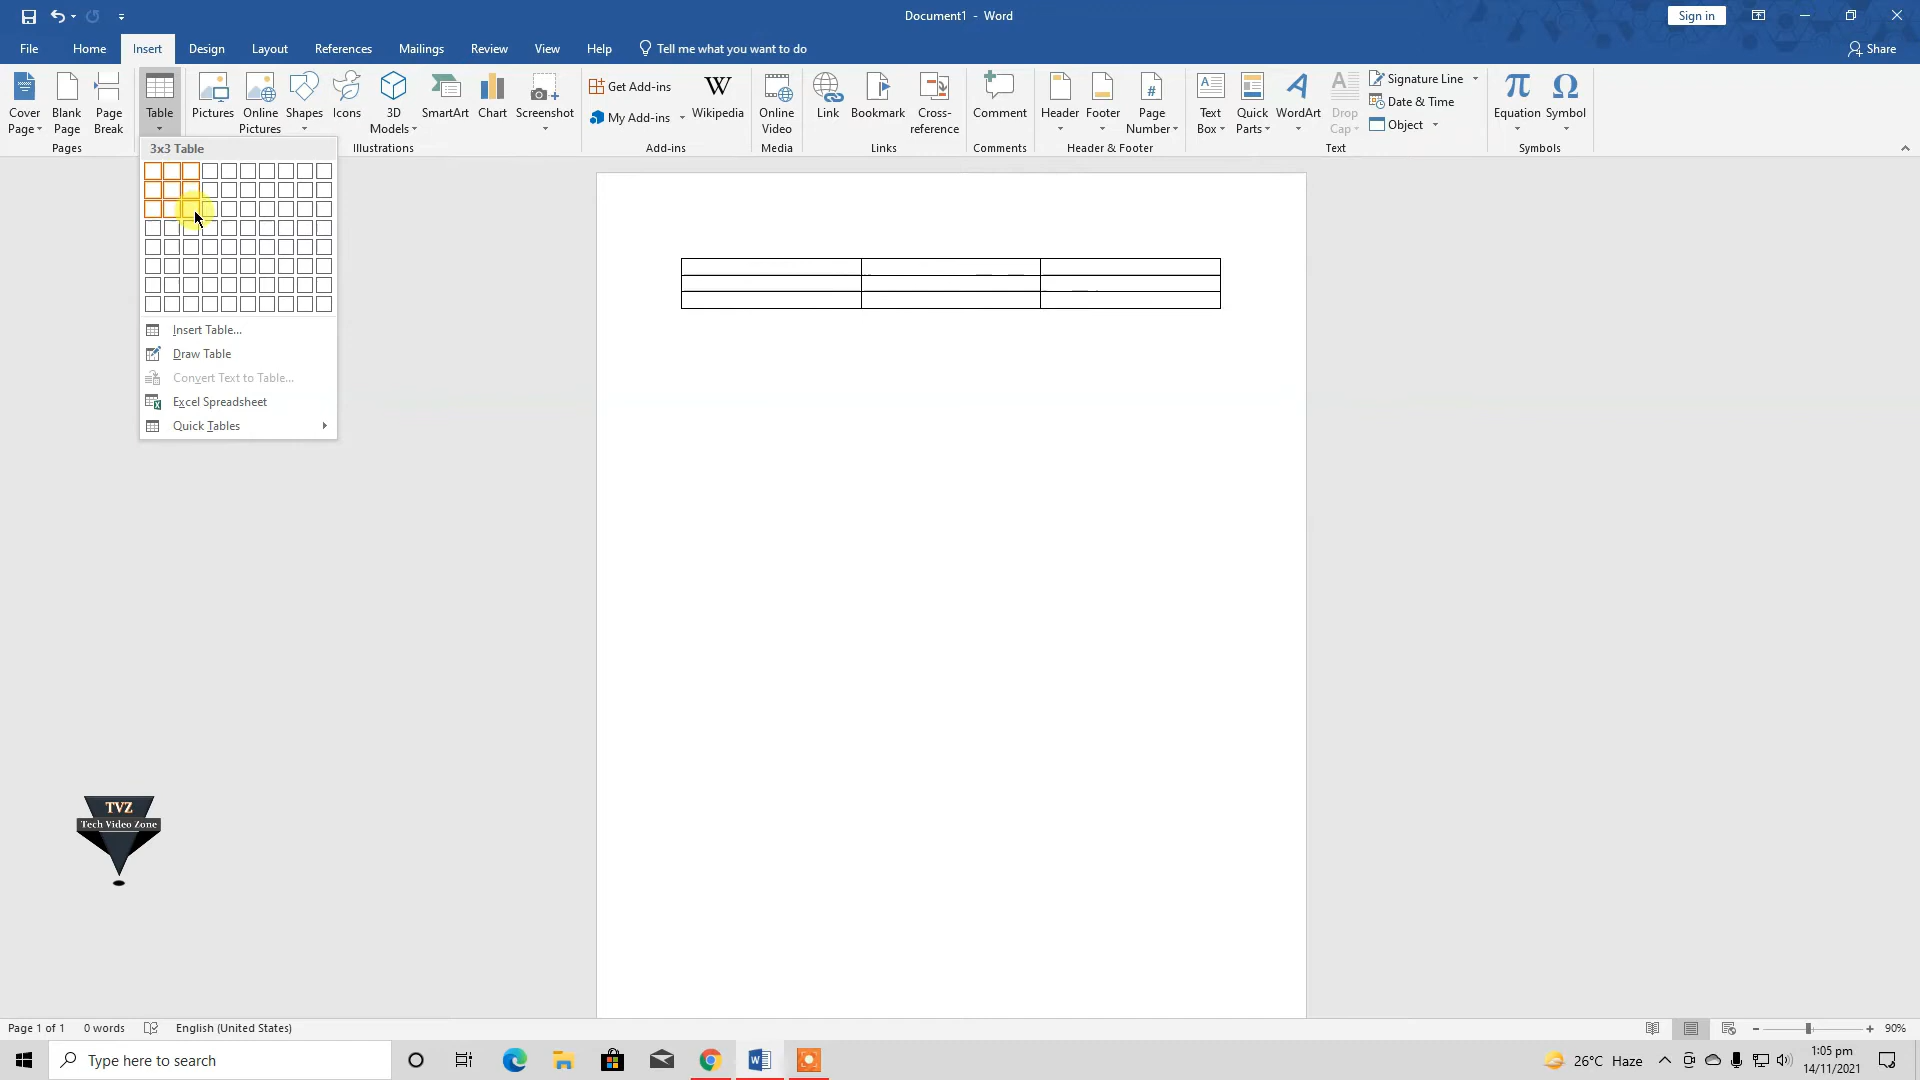 Document1 - Word
Sign in
File Home Insert Design Layout References Mailings Review View Help Tell me what you want to do
Share
Cover Page
Blank Page
Page Break
Table
Pictures
Online Pictures
Shapes
Icons
3D Models
SmartArt
Chart
Screenshot
Get Add-ins
My Add-ins
Wikipedia
Online Video
Link
Bookmark
Cross-reference
Comment
Header
Footer
Page Number
Text Box
Quick Parts
WordArt
Drop Cap
Signature Line
Date & Time
Object
Equation
Symbol
Pages
Illustrations
Add-ins
Media
Links
Comments
Header & Footer
Text
Symbols
3x3 Table
Insert Table...
Draw Table
Convert Text to Table...
Excel Spreadsheet
Quick Tables
TVZ
Tech Video Zone
Page 1 of 1 0 words English (United States)
90%
Type here to search
26°C Haze
1:05 pm
14/11/2021